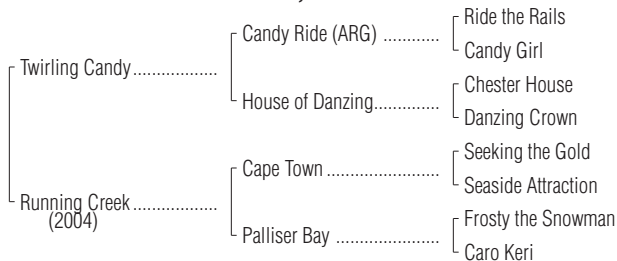 Ride the Rails
Candy Ride (ARG) ............
Candy Girl
Twirling Candy..................
Chester House
House of Danzing..............
Danzing Crown
Seeking the Gold
Cape Town ........................
Seaside Attraction
Running Creek ..................
(2004)
Frosty the Snowman
Palliser Bay ......................
Caro Keri